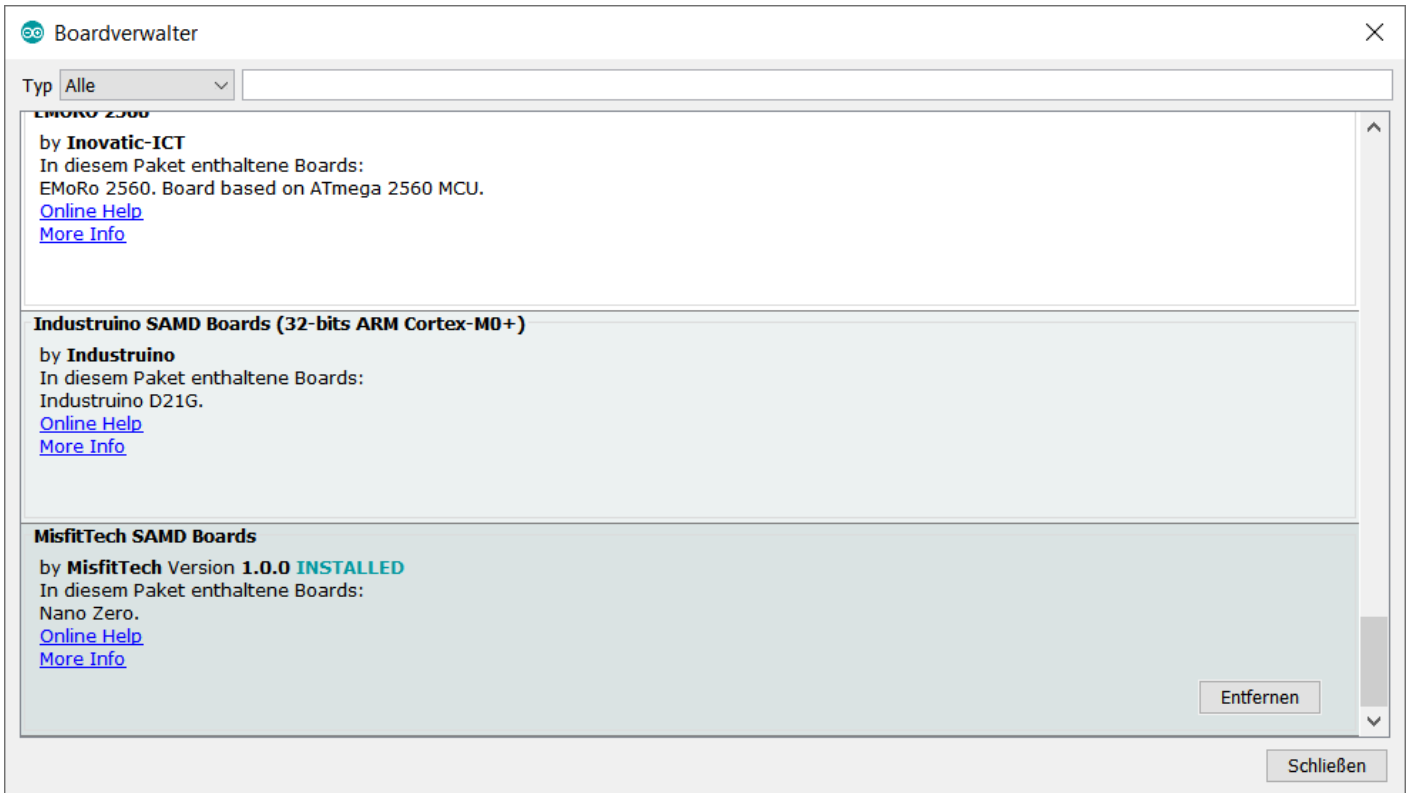 Boardverwalter
Typ Alle
by Inovatic-ICT
In diesem Paket enthaltene Boards:
EMoRo 2560. Board based on ATmega 2560 MCU.
Online Help
More Info
Industruino SAMD Boards (32-bits ARM Cortex-M0+)
by Industruino
In diesem Paket enthaltene Boards:
Industruino D21G.
Online Help
More Info
MisfitTech SAMD Boards
by MisfitTech Version 1.0.0 INSTALLED
In diesem Paket enthaltene Boards:
Nano Zero.
Online Help
More Info
Entfernen
Schließen